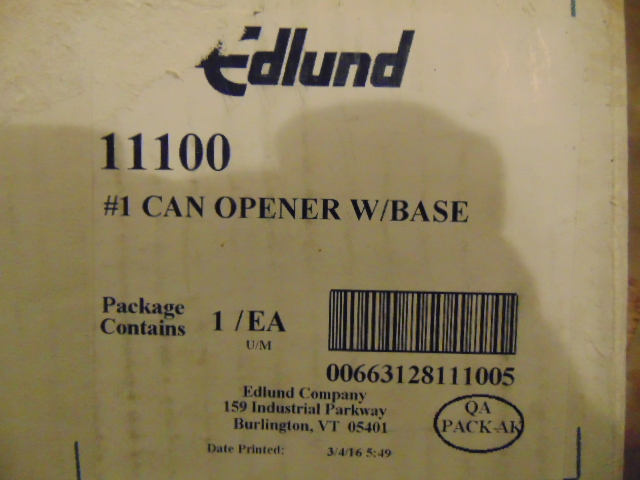 Edlund
11100
#1 CAN OPENER W/BASE
Package
Contains 1 /EA
U/M
00663128111005
Edlund Company
159 Industrial Parkway
Burlington, VT 05401
QA
PACK-AK
Date Printed: 3/4/16 5:49